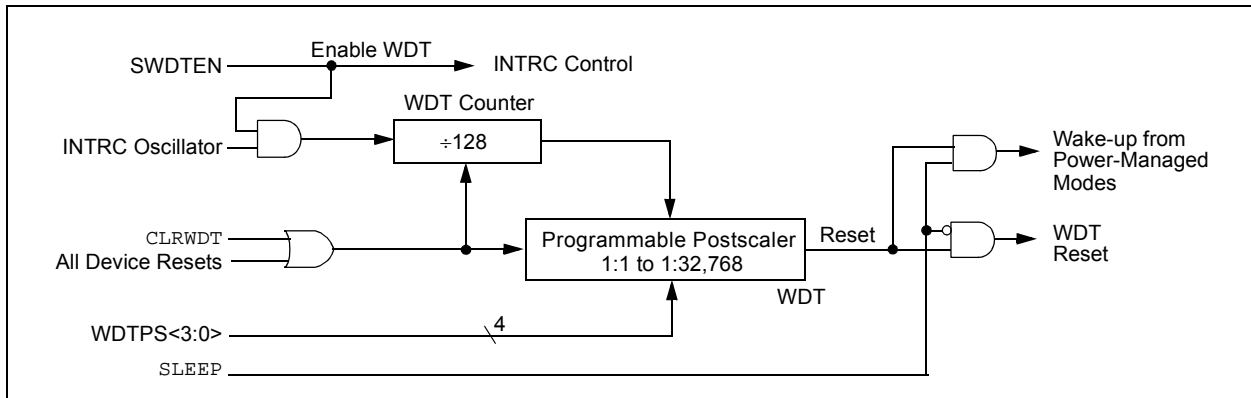 Enable WDT
SWDTEN
INTRC Control
WDT Counter
INTRC Oscillator
÷128
Wake-up from
Power-Managed
Modes
CLRWDT
All Device Resets
Programmable Postscaler
1:1 to 1:32,768
Reset
WDT
Reset
WDT
4
WDTPS<3:0>
SLEEP